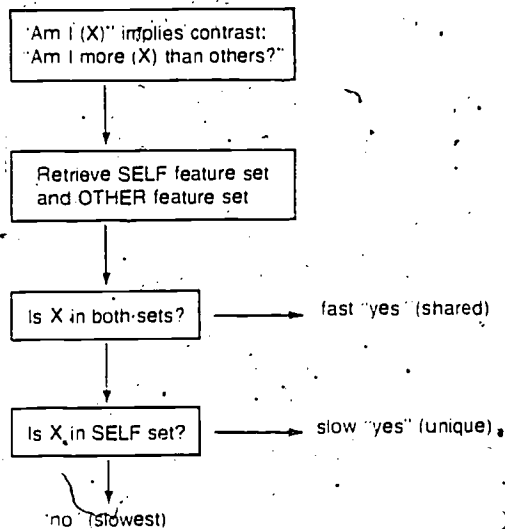 "Am I (X)" implies contrast:
"Am I more (X) than others?"
Retrieve SELF feature set
and OTHER feature set
Is X in both sets?
fast "yes" (shared)
Is X in SELF set?
slow "yes" (unique)
"no" (slowest)